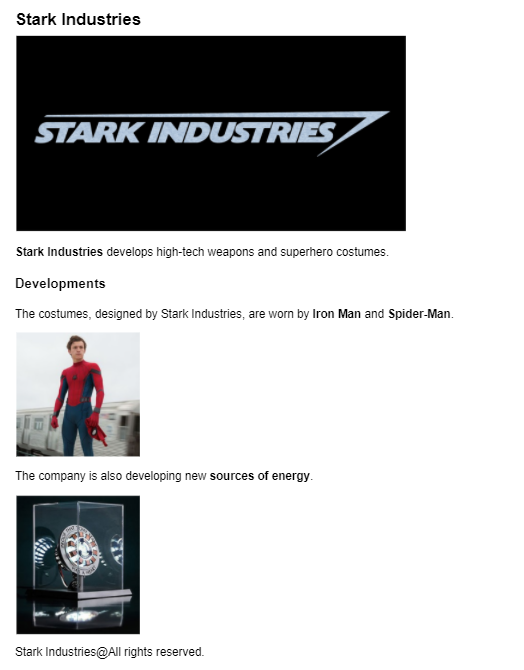 Stark Industries
STARK INDUSTRIES
Stark Industries develops high-tech weapons and superhero costumes.
Developments
The costumes, designed by Stark Industries, are worn by Iron Man and Spider-Man.
The company is also developing new sources of energy.
Stark Industries@All rights reserved.